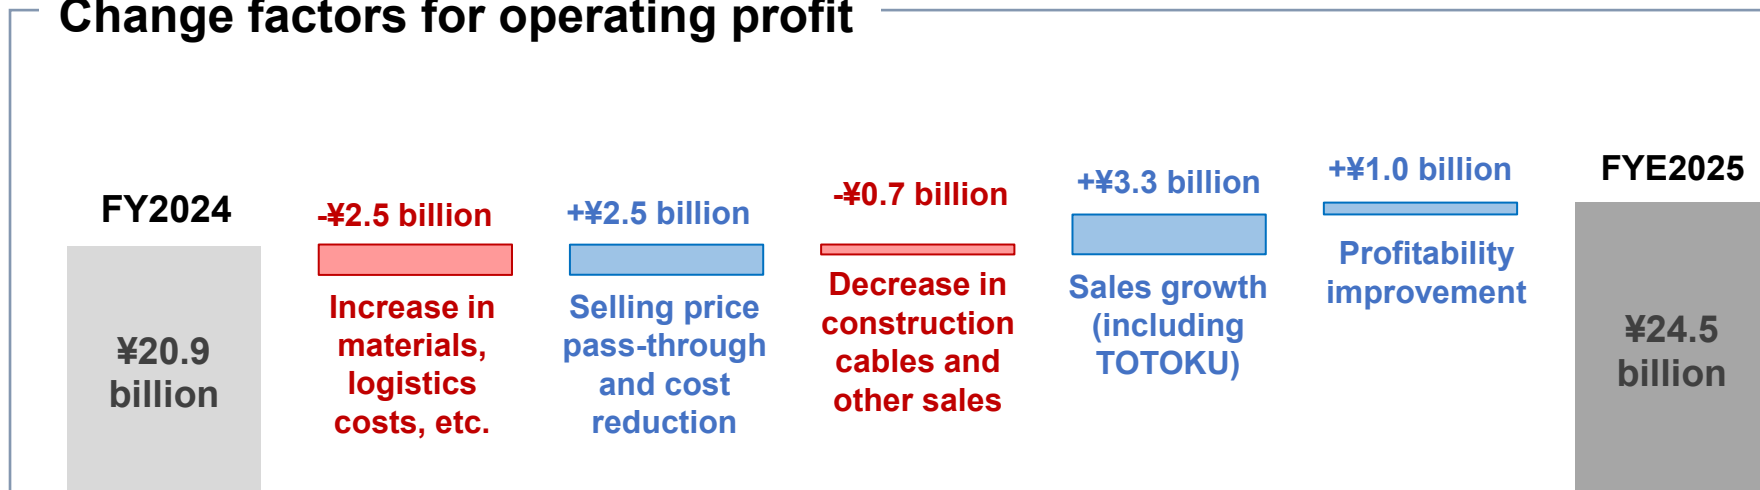 Change factors for operating profit
FY2024
¥20.9
billion
-¥2.5 billion
Increase in
materials,
logistics
costs, etc.
+¥2.5 billion
Selling price
pass-through
and cost
reduction
-¥0.7 billion
Decrease in
construction
cables and
other sales
+¥3.3 billion
Sales growth
(including
TOTOKU)
+¥1.0 billion
Profitability
improvement
FYE2025
¥24.5
billion